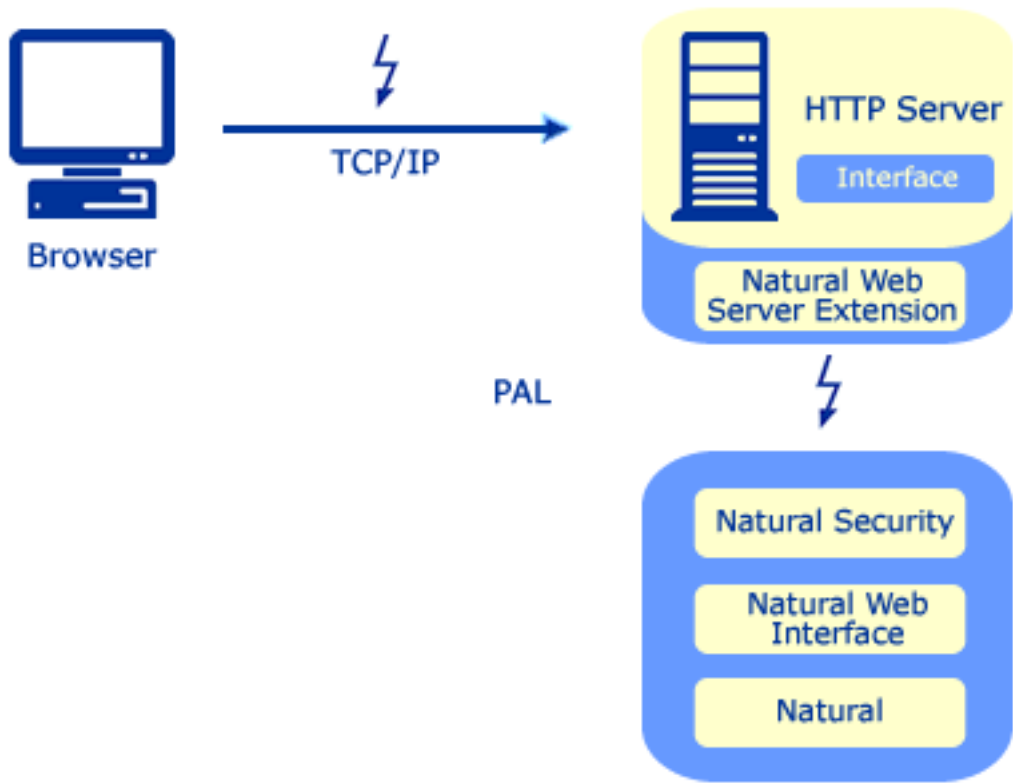 HTTP Server
TCP/IP
Interface
Browser
Natural Web
Server Extension
PAL
Natural Security
Natural Web
Interface
Natural